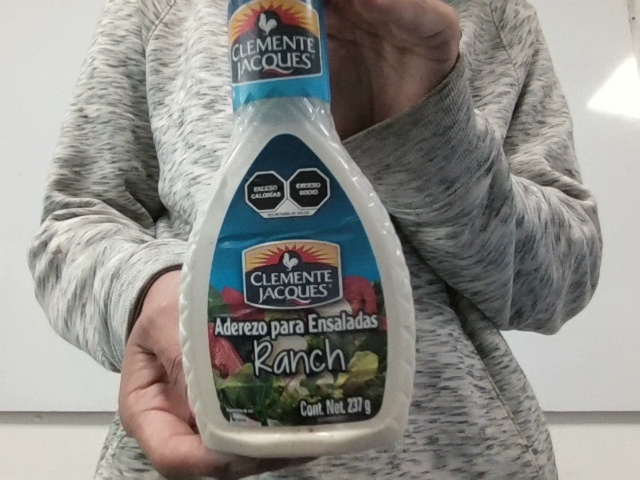 CLEMENTE
JACQUES
EXCESO
CALORÍAS
EXCESO
SODIO
CLEMENTE
JACQUES
Aderezo para Ensaladas
Ranch
Cont. Net. 237 g